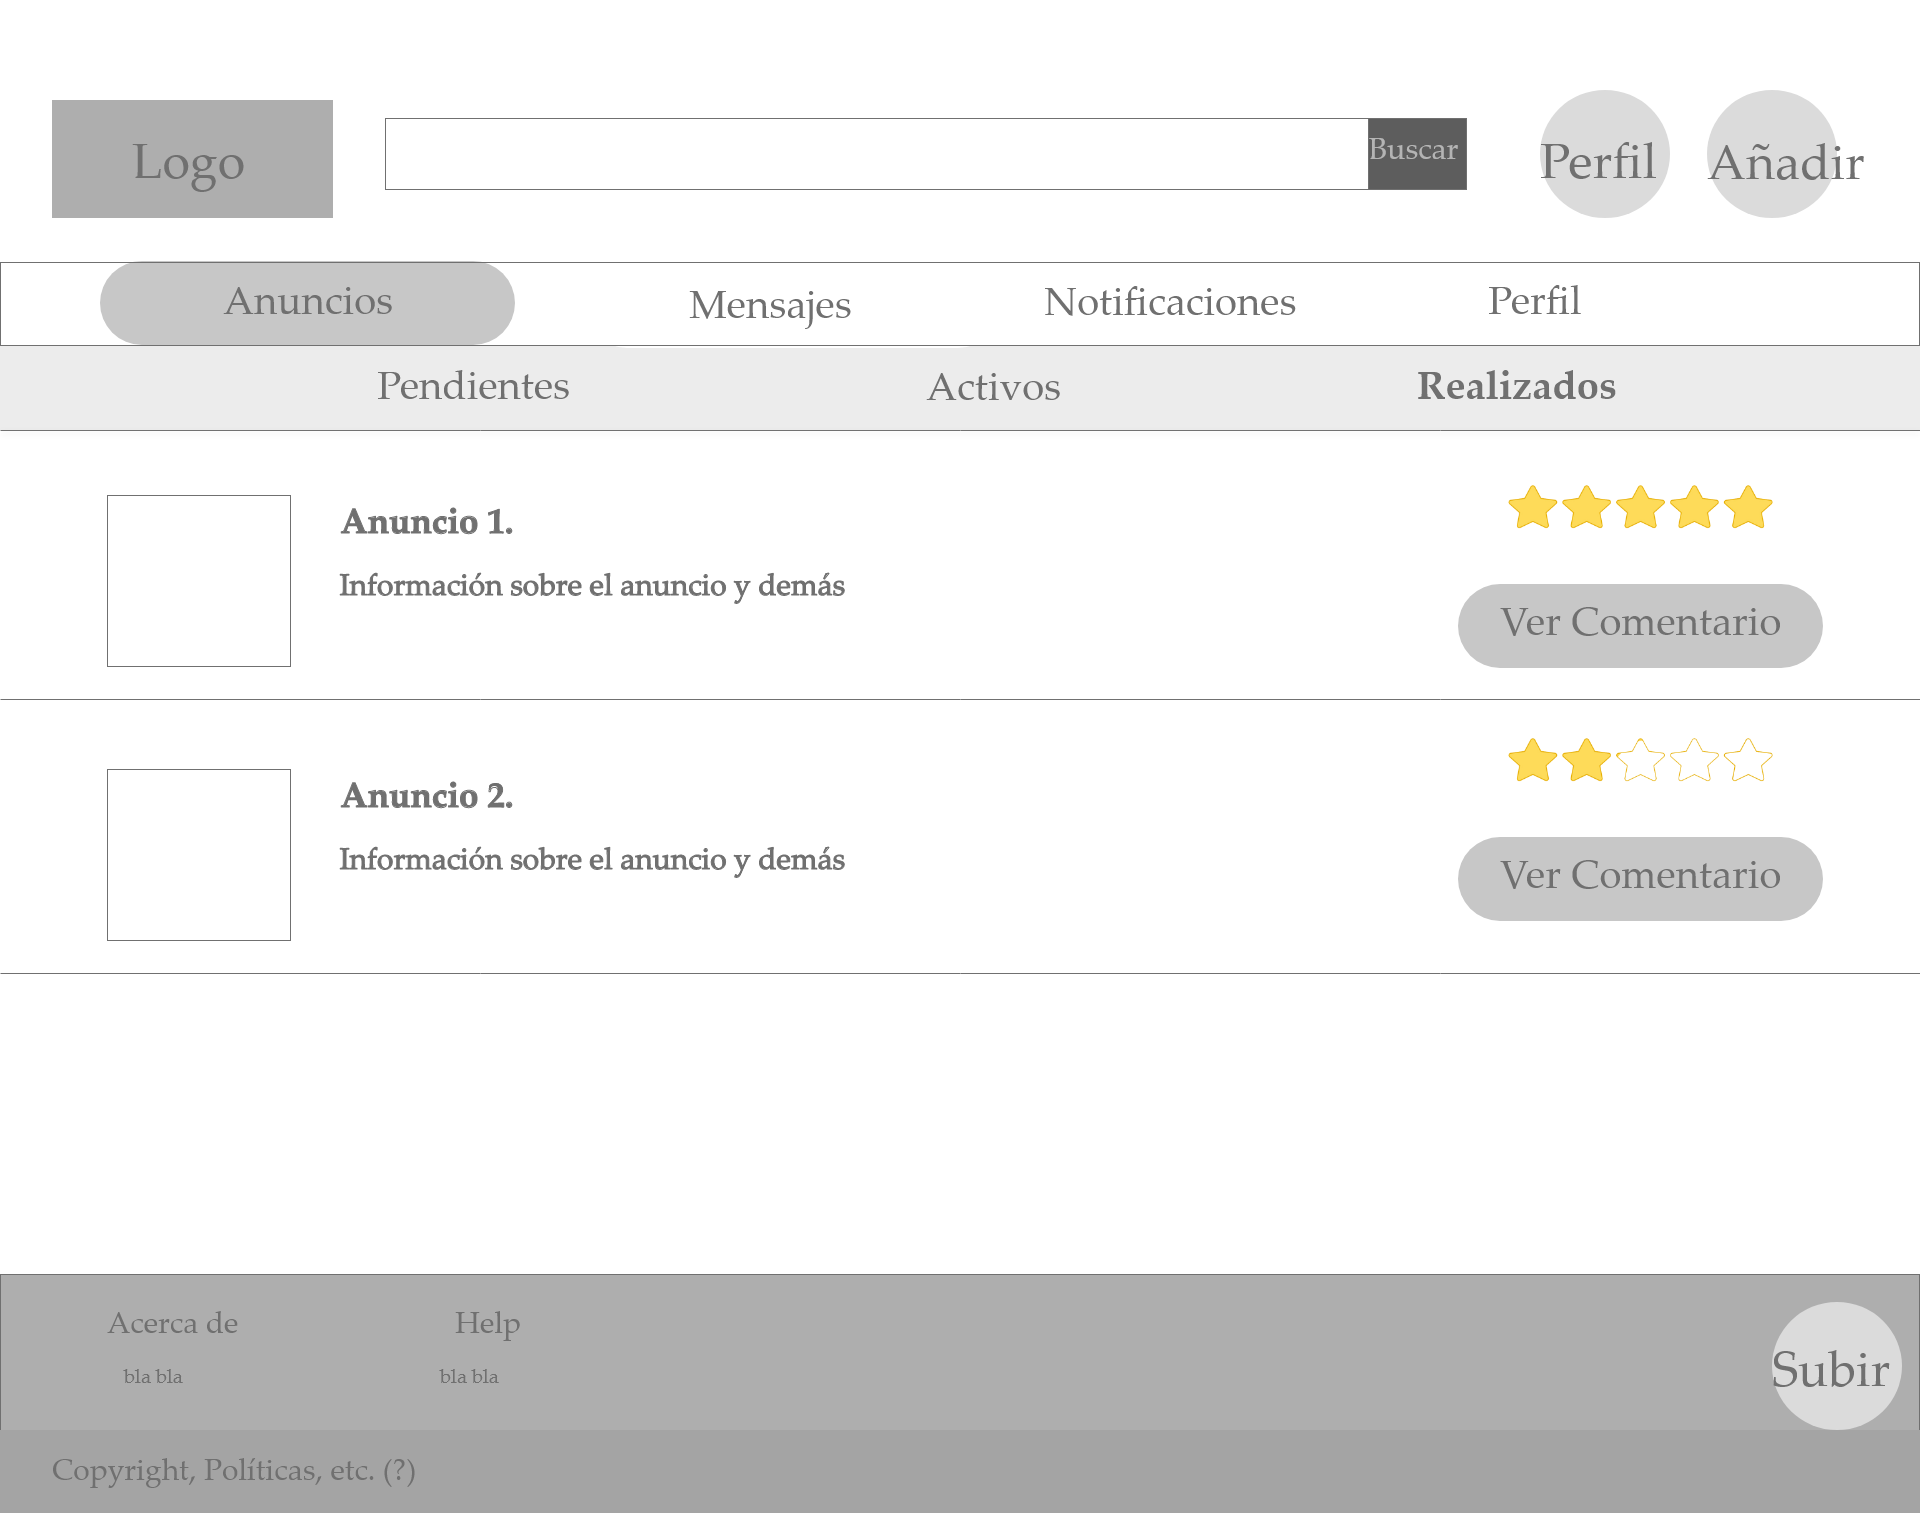 Logo
Buscar
Perfil
Añadir
Anuncios
Mensajes
Notificaciones
Perfil
Pendientes
Activos
Realizados
Anuncio 1.
Información sobre el anuncio y demás
Ver Comentario
Anuncio 2.
Información sobre el anuncio y demás
Ver Comentario
Acerca de
Help
bla bla
bla bla
Subir
Copyright, Políticas, etc. (?)